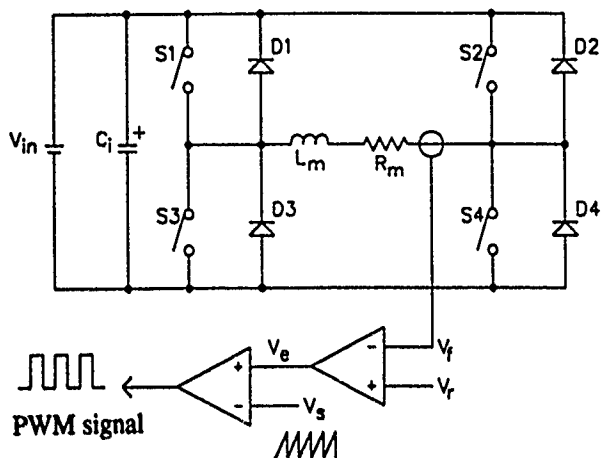 S1
D1
S2
D2
Vin
Ci
+
Lm
Rm
S3
D3
S4
D4
Ve
-
Vf
+
+
Vr
-
Vs
PWM signal